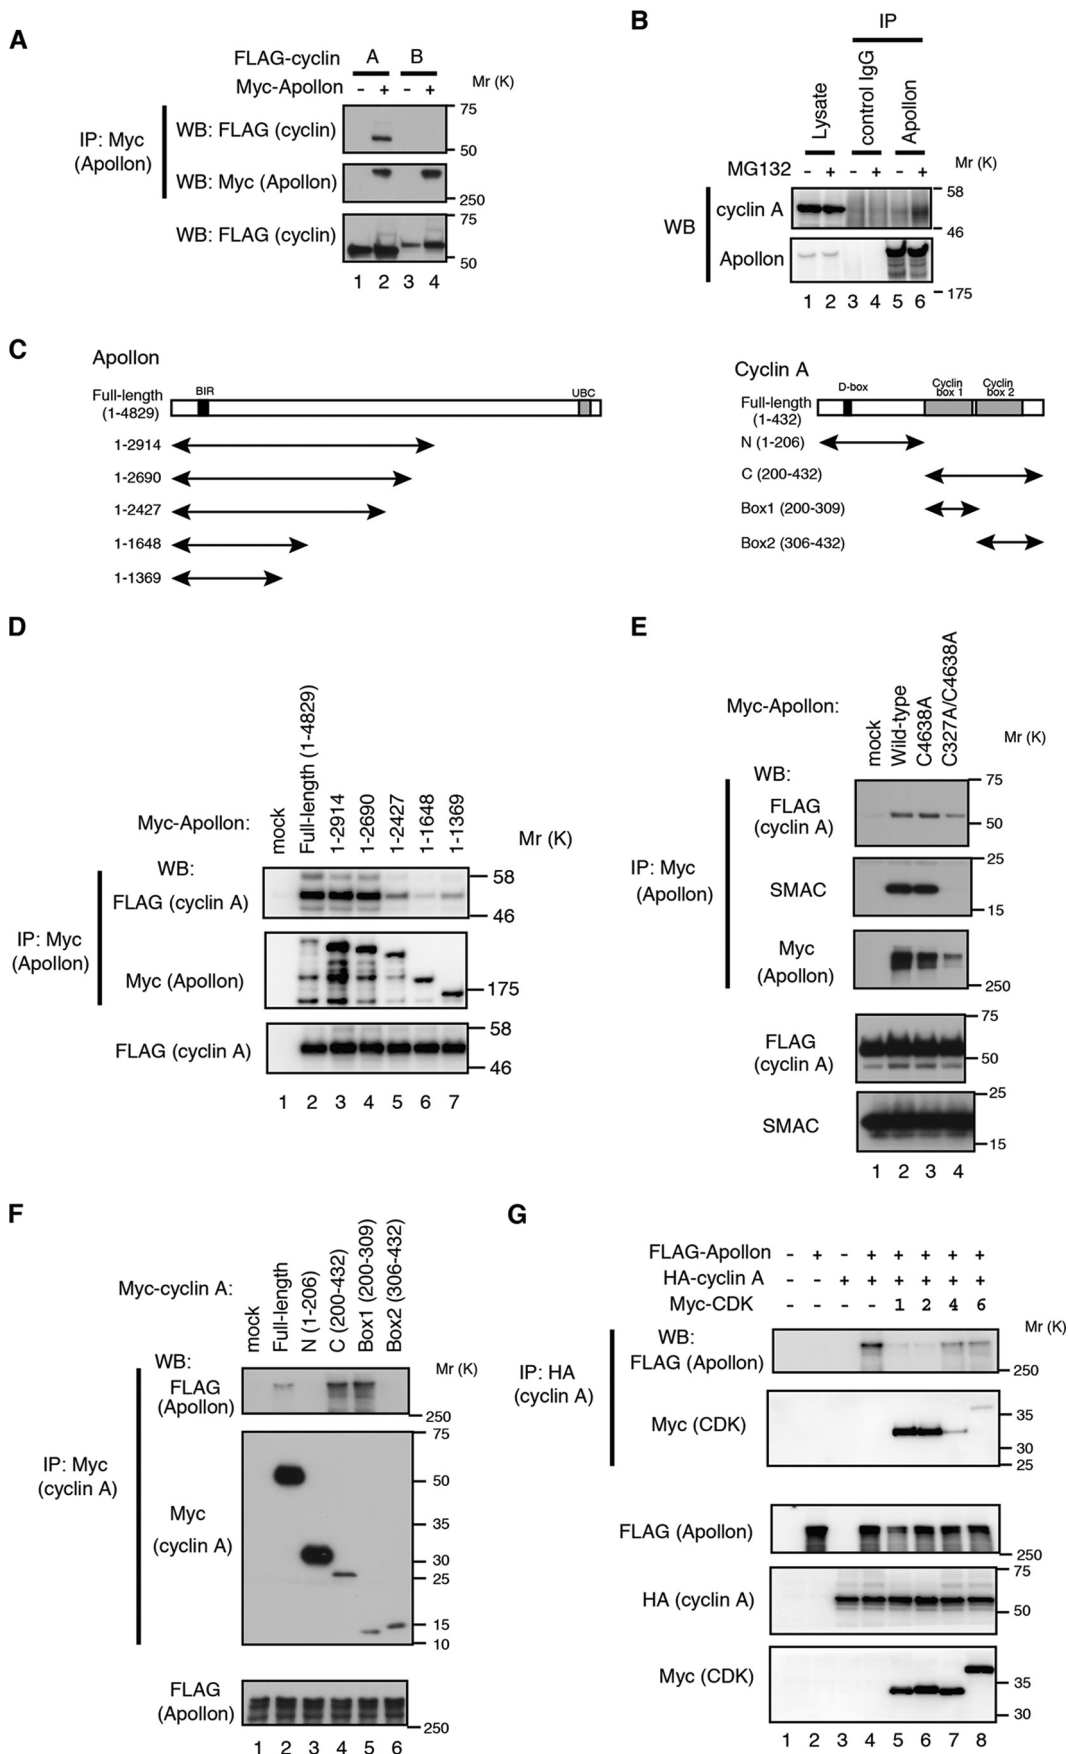 A
FLAG-cyclin A B
Myc-Apollon - + - + Mr (K)
IP: Myc
(Apollon)
WB: FLAG (cyclin)
75
50
WB: Myc (Apollon)
250
WB: FLAG (cyclin)
75
50
1 2 3 4
B
IP
Lysate
control IgG
Apollon
MG132 - + - + - + Mr (K)
WB
cyclin A
58
46
Apollon
175
1 2 3 4 5 6
C
Apollon
Full-length
(1-4829)
BIR
UBC
1-2914
1-2690
1-2427
1-1648
1-1369
Cyclin A
Full-length
(1-432)
D-box
Cyclin
box 1
Cyclin
box 2
N (1-206)
C (200-432)
Box1 (200-309)
Box2 (306-432)
D
Myc-Apollon:
mock
Full-length (1-4829)
1-2914
1-2690
1-2427
1-1648
1-1369
Mr (K)
WB:
IP: Myc
(Apollon)
FLAG (cyclin A)
58
46
Myc (Apollon)
175
FLAG (cyclin A)
58
46
1 2 3 4 5 6 7
E
Myc-Apollon:
mock
Wild-type
C4638A
C327A/C4638A
Mr (K)
WB:
IP: Myc
(Apollon)
FLAG
(cyclin A)
75
50
SMAC
25
15
Myc
(Apollon)
250
FLAG
(cyclin A)
75
50
SMAC
25
15
1 2 3 4
F
Myc-cyclin A:
mock
Full-length
N (1-206)
C (200-432)
Box1 (200-309)
Box2 (306-432)
Mr (K)
WB:
IP: Myc
(cyclin A)
FLAG
(Apollon)
250
Myc
(cyclin A)
75
50
35
30
25
15
10
FLAG
(Apollon)
250
1 2 3 4 5 6
G
FLAG-Apollon - + - + + + + +
HA-cyclin A - - + + + + + +
Myc-CDK - - - - 1 2 4 6
Mr (K)
WB:
IP: HA
(cyclin A)
FLAG (Apollon)
250
Myc (CDK)
35
30
25
FLAG (Apollon)
250
HA (cyclin A)
75
50
Myc (CDK)
35
30
1 2 3 4 5 6 7 8